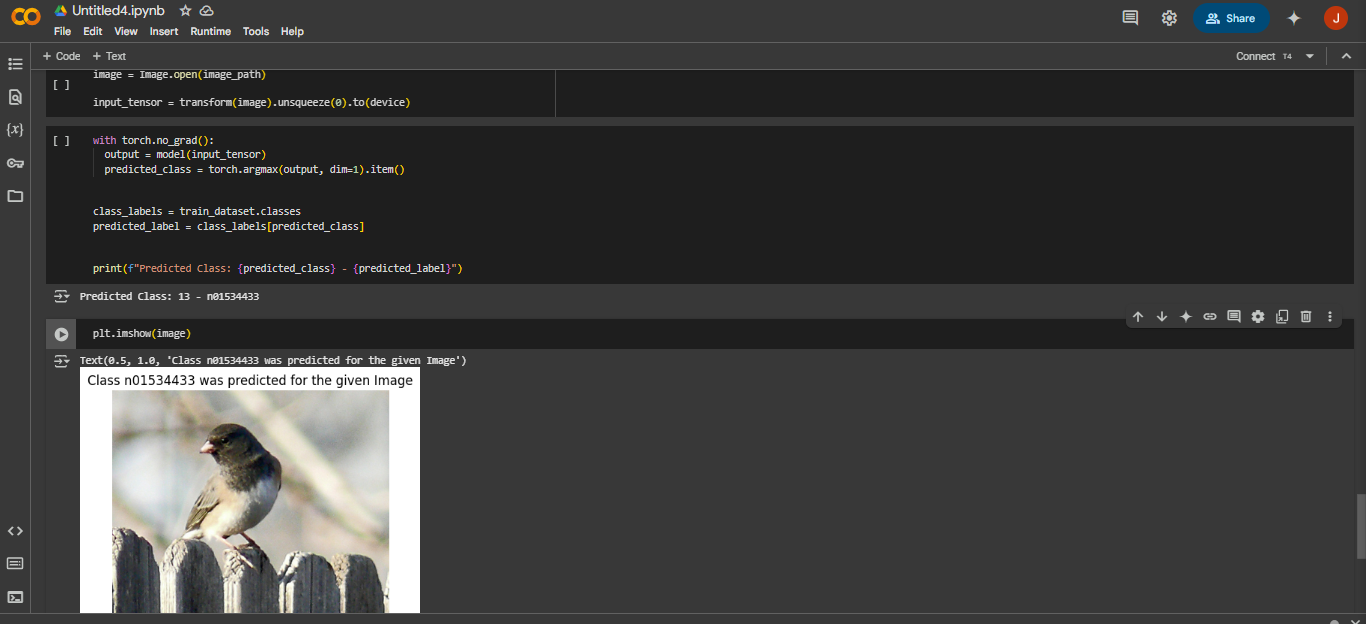 CO Untitled4.ipynb
File Edit View Insert Runtime Tools Help
Share
J
+ Code + Text
Connect T4
image = Image.open(image_path)
[ ]
input_tensor = transform(image).unsqueeze(0).to(device)
[ ] with torch.no_grad():
output = model(input_tensor)
predicted_class = torch.argmax(output, dim=1).item()
class_labels = train_dataset.classes
predicted_label = class_labels[predicted_class]
print(f"Predicted Class: {predicted_class} - {predicted_label}")
Predicted Class: 13 - n01534433
plt.imshow(image)
Text(0.5, 1.0, 'Class n01534433 was predicted for the given Image')
Class n01534433 was predicted for the given Image
{x}